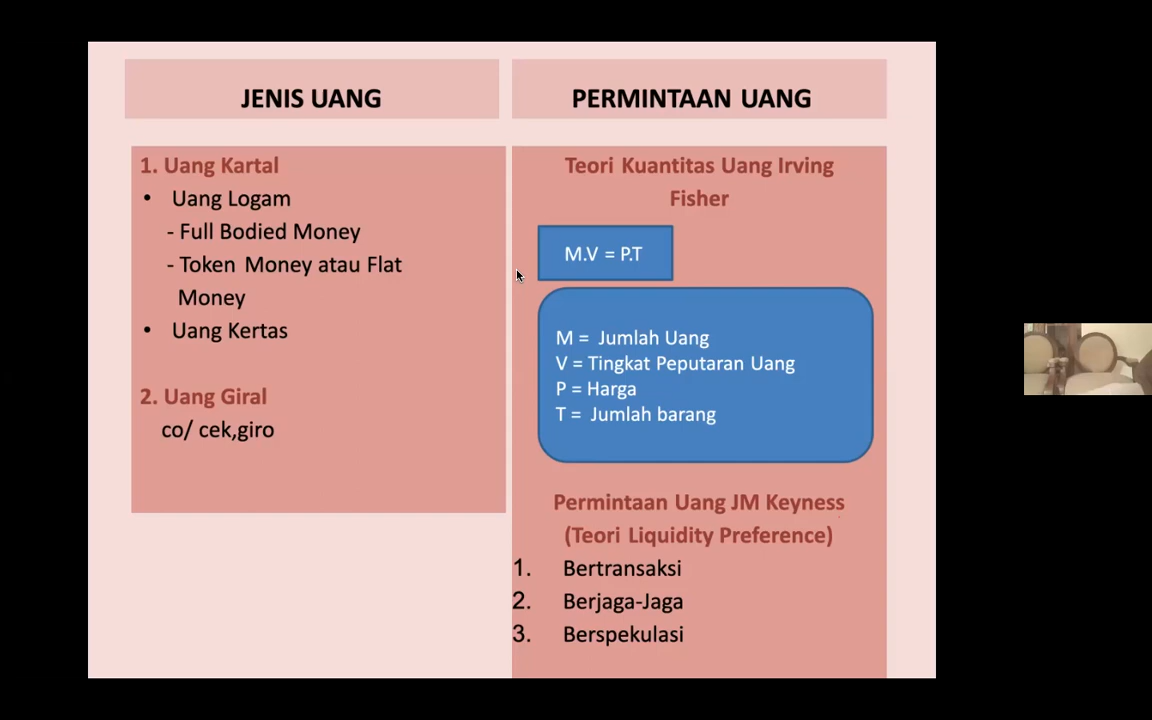 JENIS UANG
1. Uang Kartal
• Uang Logam
- Full Bodied Money
- Token Money atau Flat
Money
• Uang Kertas
2. Uang Giral
co/ cek,giro
PERMINTAAN UANG
Teori Kuantitas Uang Irving
Fisher
M.V = P.T
M = Jumlah Uang
V = Tingkat Peputaran Uang
P = Harga
T = Jumlah barang
Permintaan Uang JM Keyness
(Teori Liquidity Preference)
1. Bertransaksi
2. Berjaga-Jaga
3. Berspekulasi